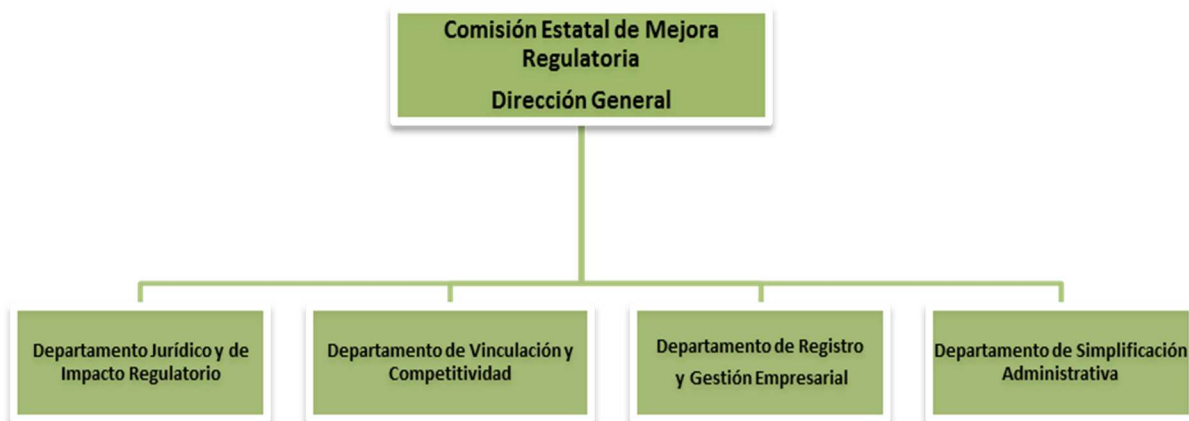 Comisión Estatal de Mejora
Regulatoria
Dirección General
Departamento Jurídico y de
Impacto Regulatorio
Departamento de Vinculación y
Competitividad
Departamento de Registro
y Gestión Empresarial
Departamento de Simplificación
Administrativa